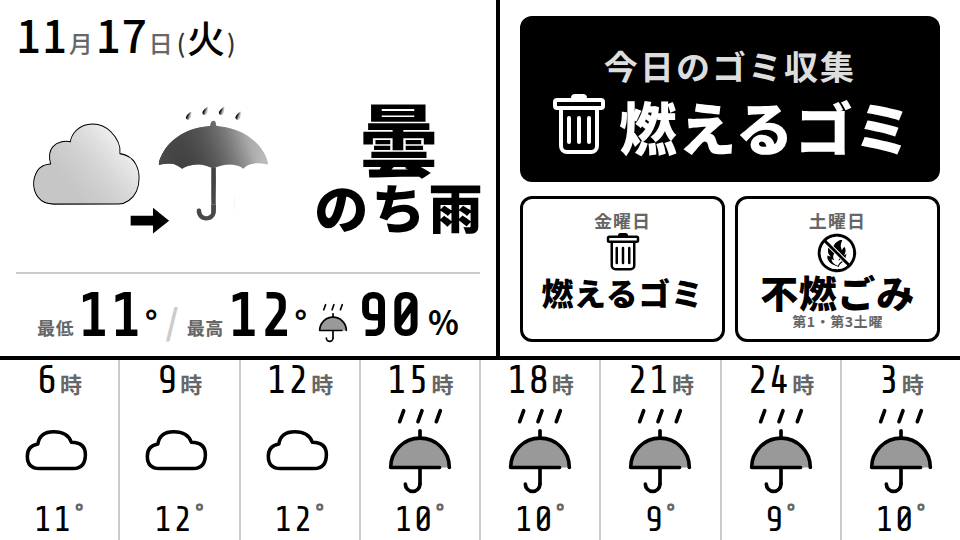 11月17日(火)
曇
のち雨
最低 11° / 最高 12° 90%
今日のゴミ収集
燃えるゴミ
金曜日
燃えるゴミ
土曜日
不燃ごみ
第1・第3土曜
6時 9時 12時 15時 18時 21時 24時 3時
11° 12° 12° 10° 10° 9° 9° 10°